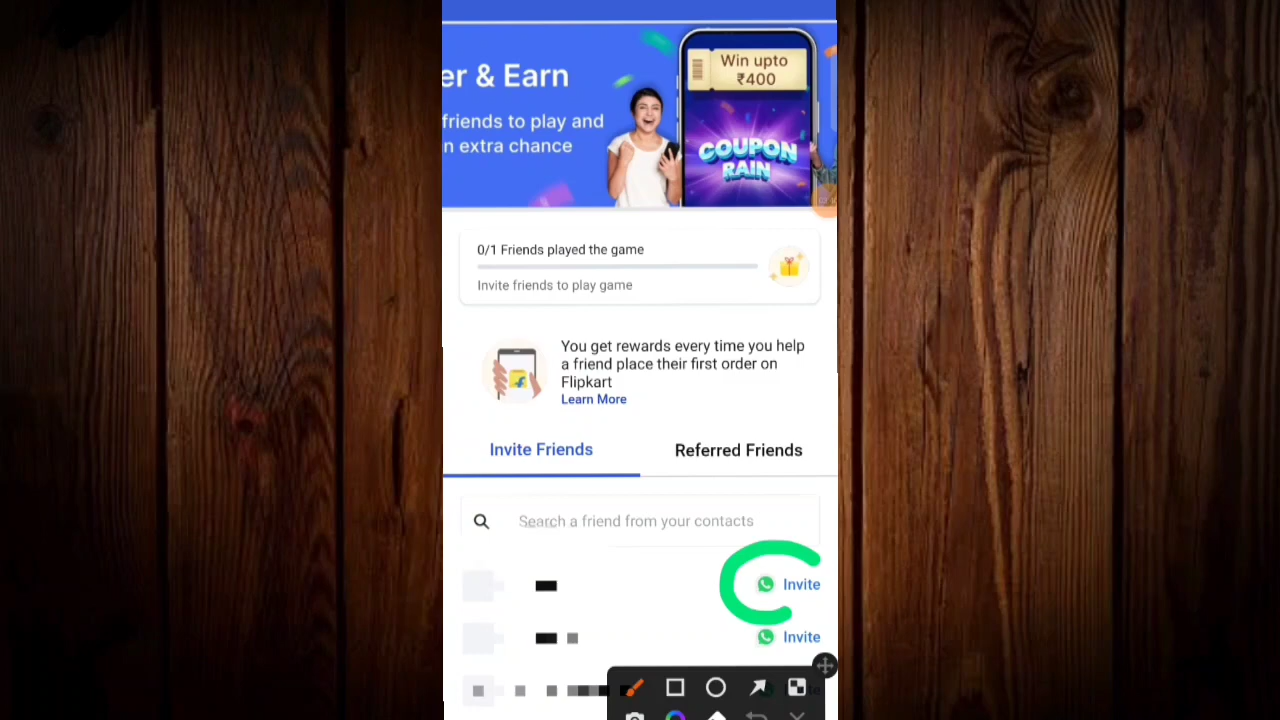 er & Earn
friends to play and
n extra chance
Win upto
₹400
COUPON
RAIN
0/1 Friends played the game
Invite friends to play game
You get rewards every time you help
a friend place their first order on
Flipkart
Learn More
Invite Friends
Referred Friends
Search a friend from your contacts
Invite
Invite